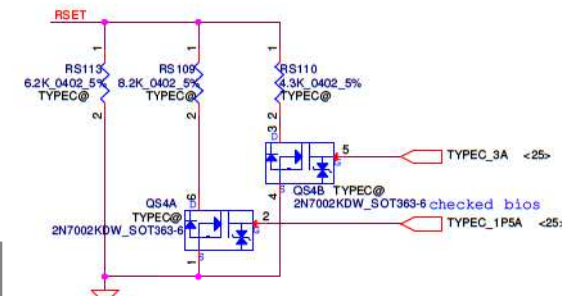 RSET
1 1 1
RS113 RS109 RS110
6.2K_0402_5% 8.2K_0402_5% 4.3K_0402_5%
TYPEC@ TYPEC@ TYPEC@
2 2 2
3 D 5 G TYPEC_3A <25>
4 S
QS4B TYPEC@
2N7002KDW_SOT363-6 checked bios
QS4A 6 D
TYPEC@ 2 G TYPEC_1P5A <25>
2N7002KDW_SOT363-6
1 S